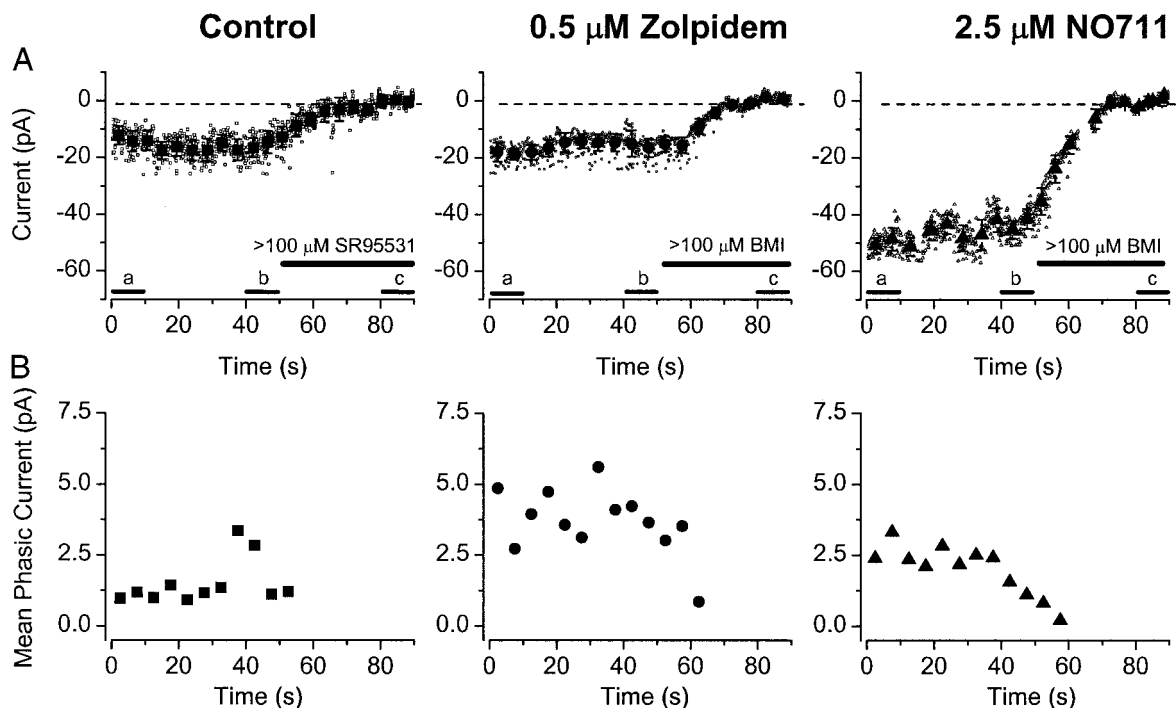 Control 0.5 μM Zolpidem 2.5 μM NO711
A
Current (pA)
0
-20
-40
-60
>100 μM SR95531
a b c
0 20 40 60 80
Time (s)
0
-20
-40
-60
>100 μM BMI
a b c
0 20 40 60 80
Time (s)
0
-20
-40
-60
>100 μM BMI
a b c
0 20 40 60 80
Time (s)
B
Mean Phasic Current (pA)
7.5
5.0
2.5
0.0
0 20 40 60 80
Time (s)
7.5
5.0
2.5
0.0
0 20 40 60 80
Time (s)
7.5
5.0
2.5
0.0
0 20 40 60 80
Time (s)